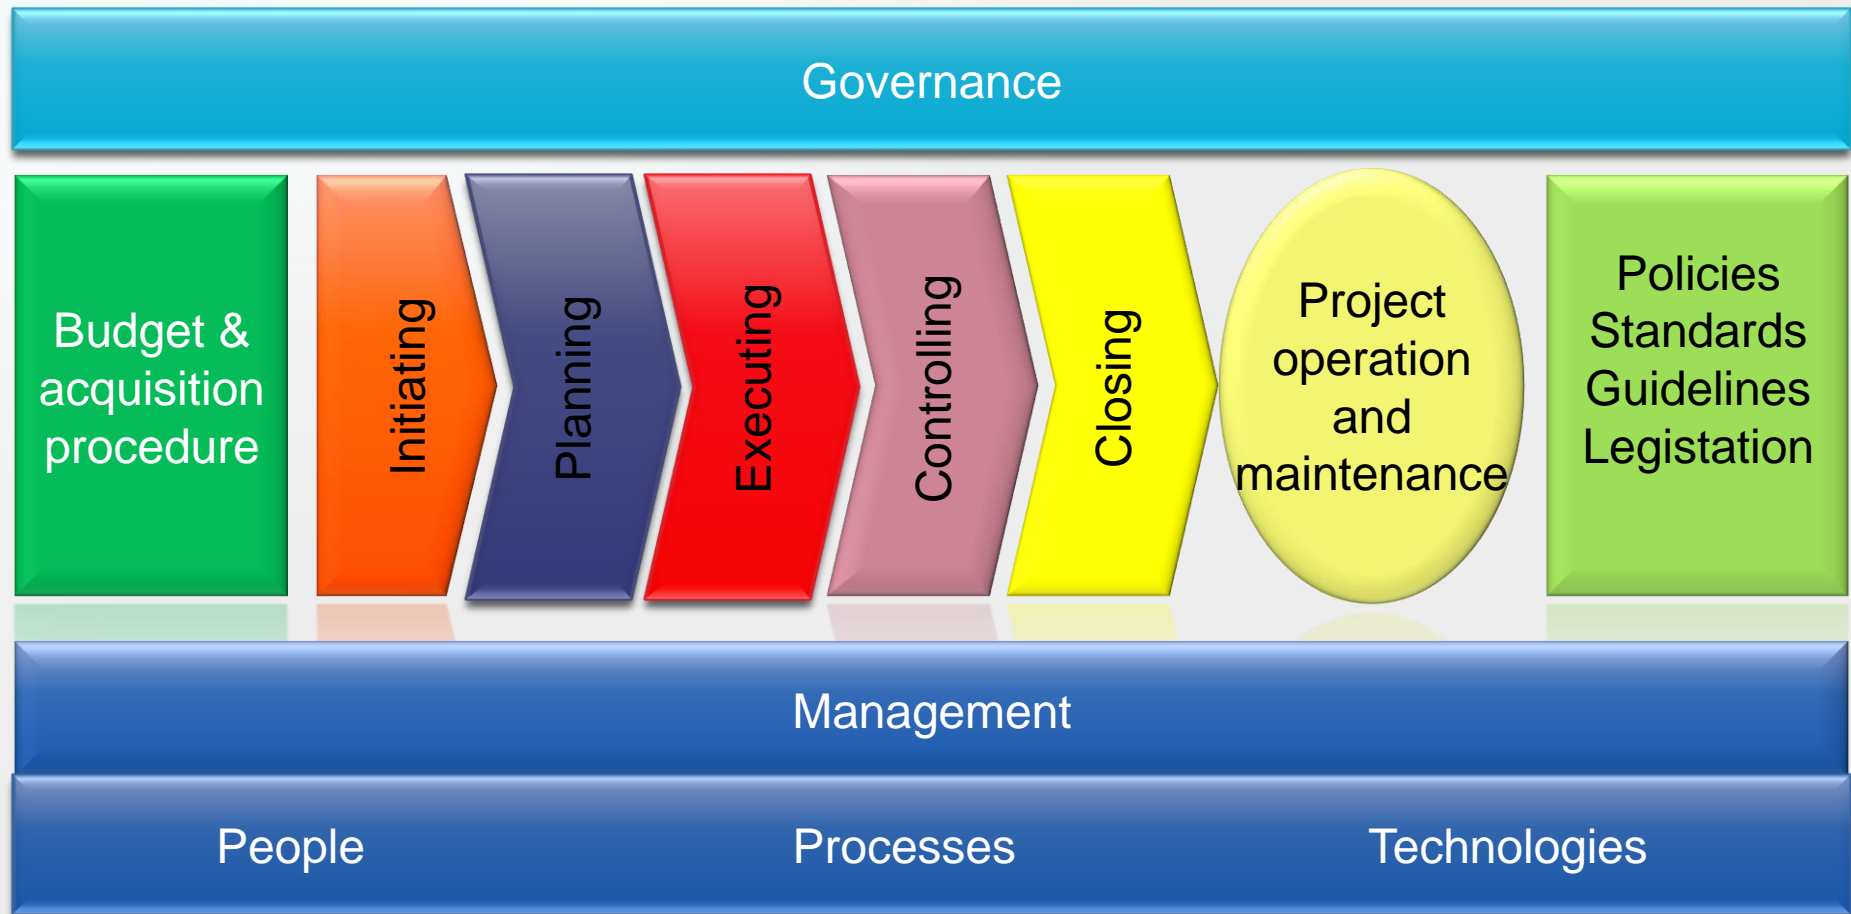 Governance
Budget &
acquisition
procedure
Initiating
Planning
Executing
Controlling
Closing
Project
operation
and
maintenance
Policies
Standards
Guidelines
Legistation
Management
People Processes Technologies